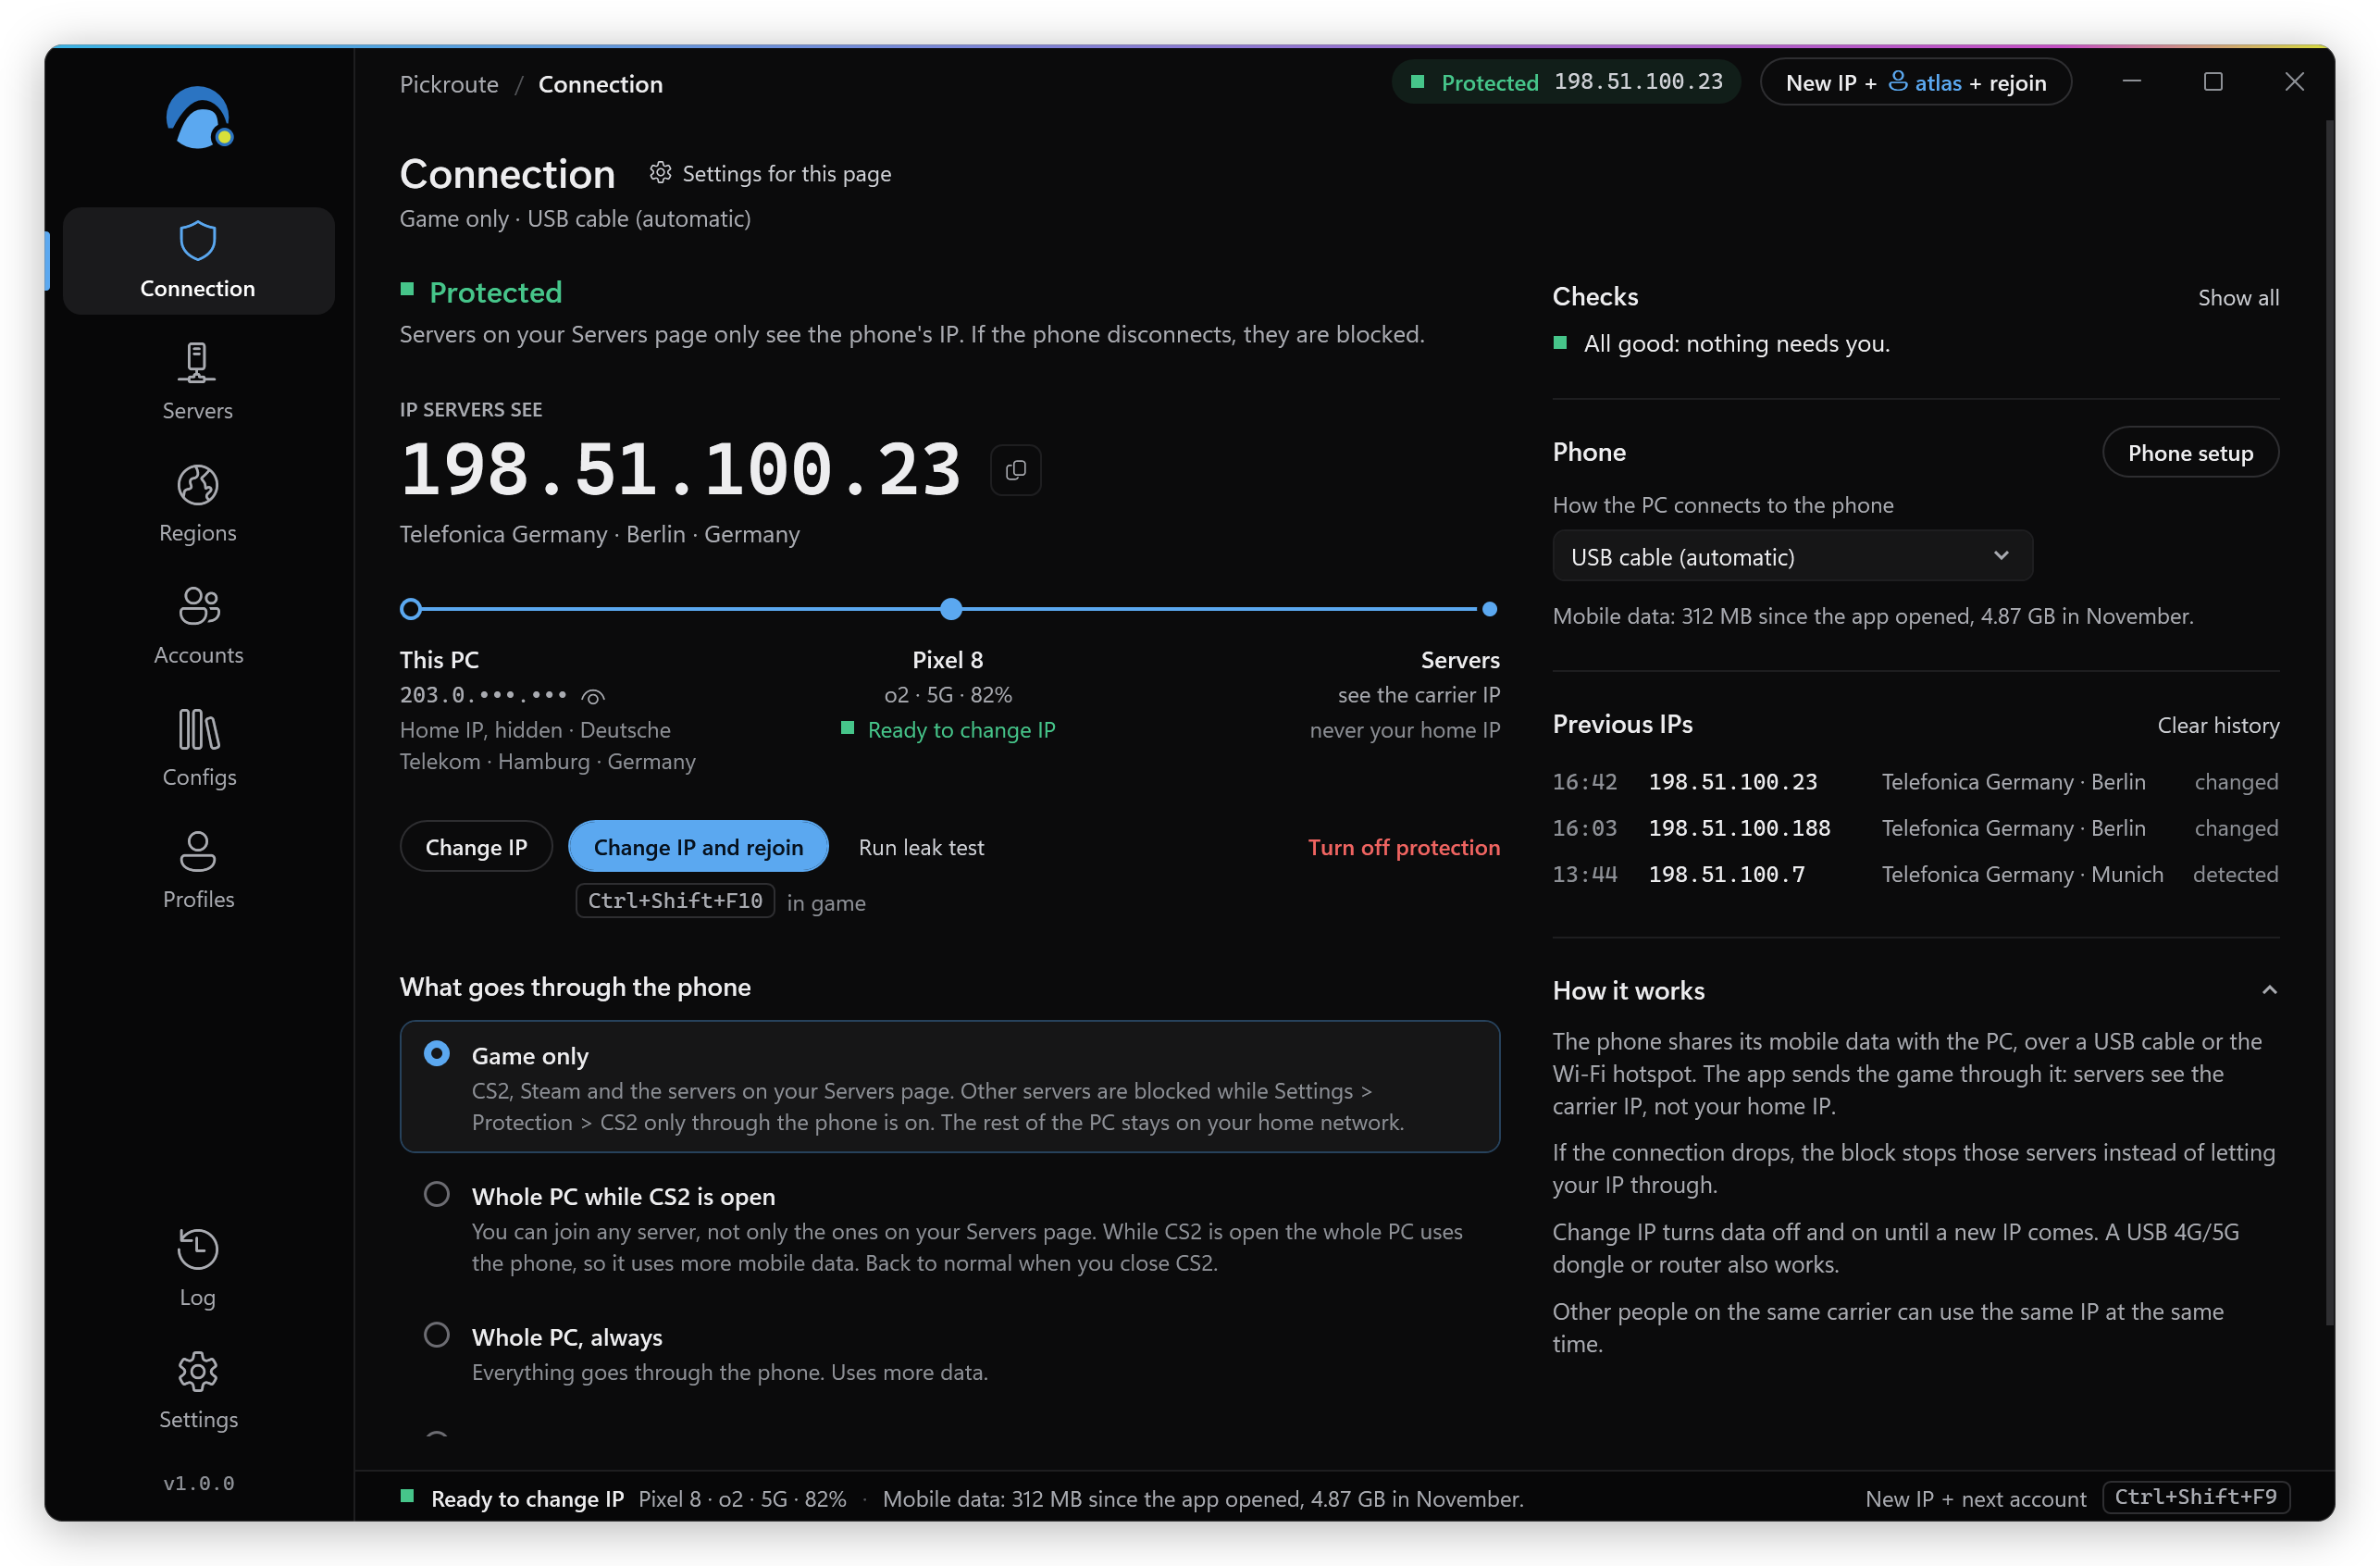 Pickroute / Connection
Protected 198.51.100.23
New IP + atlas + rejoin
Connection
Servers
Regions
Accounts
Configs
Profiles
Log
Settings
v1.0.0
Connection
Settings for this page
Game only · USB cable (automatic)
Protected
Servers on your Servers page only see the phone's IP. If the phone disconnects, they are blocked.
IP SERVERS SEE
198.51.100.23
Telefonica Germany · Berlin · Germany
This PC
203.0.•••.•••
Home IP, hidden · Deutsche
Telekom · Hamburg · Germany
Pixel 8
o2 · 5G · 82%
Ready to change IP
Servers
see the carrier IP
never your home IP
Change IP
Change IP and rejoin
Run leak test
Turn off protection
Ctrl+Shift+F10 in game
What goes through the phone
Game only
CS2, Steam and the servers on your Servers page. Other servers are blocked while Settings >
Protection > CS2 only through the phone is on. The rest of the PC stays on your home network.
Whole PC while CS2 is open
You can join any server, not only the ones on your Servers page. While CS2 is open the whole PC uses
the phone, so it uses more mobile data. Back to normal when you close CS2.
Whole PC, always
Everything goes through the phone. Uses more data.
Checks
Show all
All good: nothing needs you.
Phone
Phone setup
How the PC connects to the phone
USB cable (automatic)
Mobile data: 312 MB since the app opened, 4.87 GB in November.
Previous IPs
Clear history
16:42 198.51.100.23 Telefonica Germany · Berlin changed
16:03 198.51.100.188 Telefonica Germany · Berlin changed
13:44 198.51.100.7 Telefonica Germany · Munich detected
How it works
The phone shares its mobile data with the PC, over a USB cable or the
Wi-Fi hotspot. The app sends the game through it: servers see the
carrier IP, not your home IP.
If the connection drops, the block stops those servers instead of letting
your IP through.
Change IP turns data off and on until a new IP comes. A USB 4G/5G
dongle or router also works.
Other people on the same carrier can use the same IP at the same
time.
Ready to change IP Pixel 8 · o2 · 5G · 82% · Mobile data: 312 MB since the app opened, 4.87 GB in November.
New IP + next account Ctrl+Shift+F9